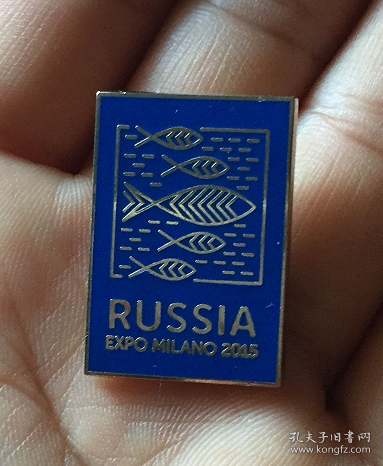 RUSSIA
EXPO MILANO 2015
孔夫子旧书网
www.kongfz.com